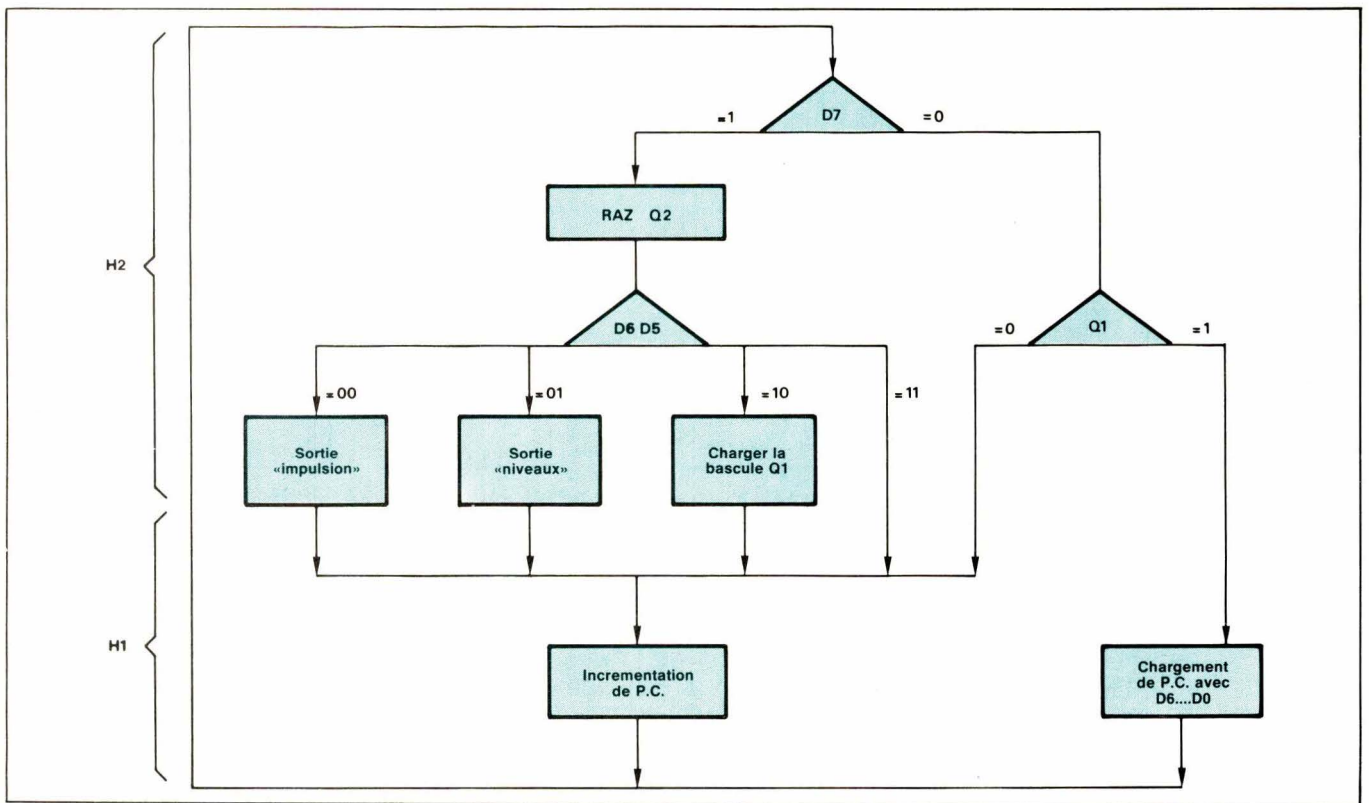 D7
=1
=0
RAZ Q2
H2
D6 D5
=0
Q1
=1
=00
=01
=10
=11
Sortie
«impulsion»
Sortie
«niveaux»
Charger la
bascule Q1
H1
Incrementation
de P.C.
Chargement
de P.C. avec
D6....D0